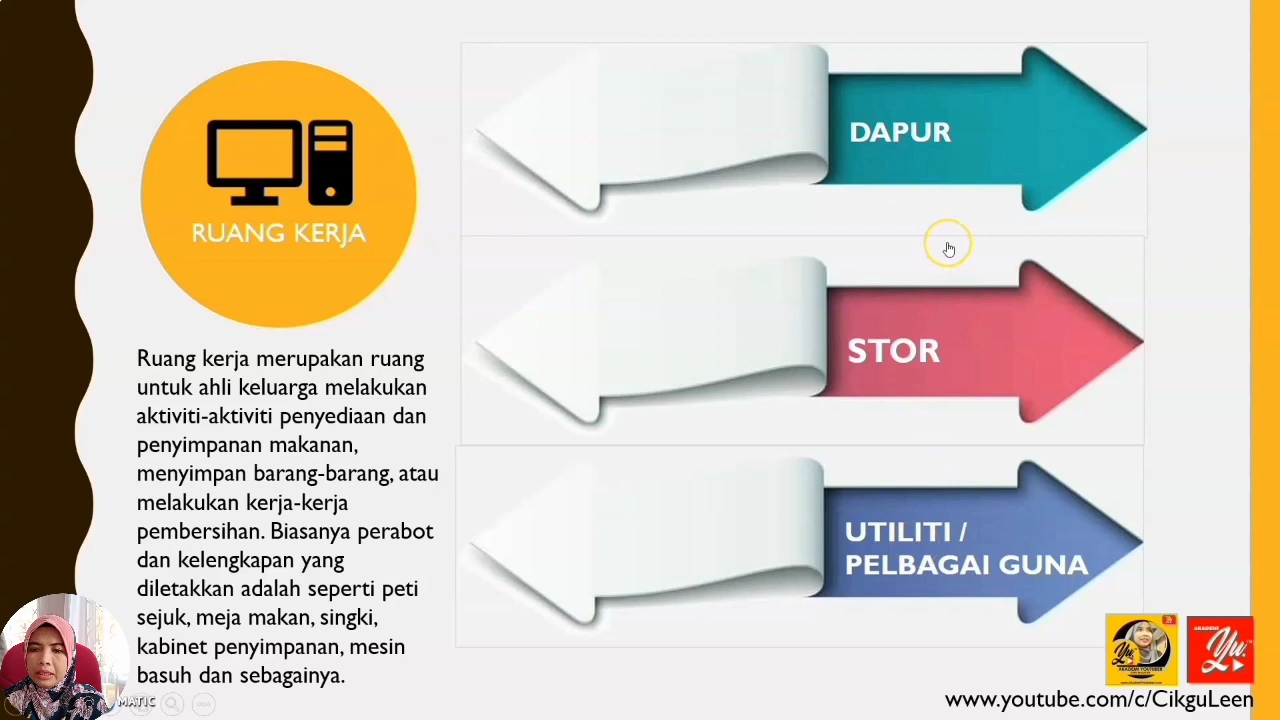 RUANG KERJA
Ruang kerja merupakan ruang
untuk ahli keluarga melakukan
aktiviti-aktiviti penyediaan dan
penyimpanan makanan,
menyimpan barang-barang, atau
melakukan kerja-kerja
pembersihan. Biasanya perabot
dan kelengkapan yang
diletakkan adalah seperti peti
sejuk, meja makan, singki,
kabinet penyimpanan, mesin
basuh dan sebagainya.
DAPUR
STOR
UTILITI /
PELBAGAI GUNA
MATIC
www.youtube.com/c/CikguLeen